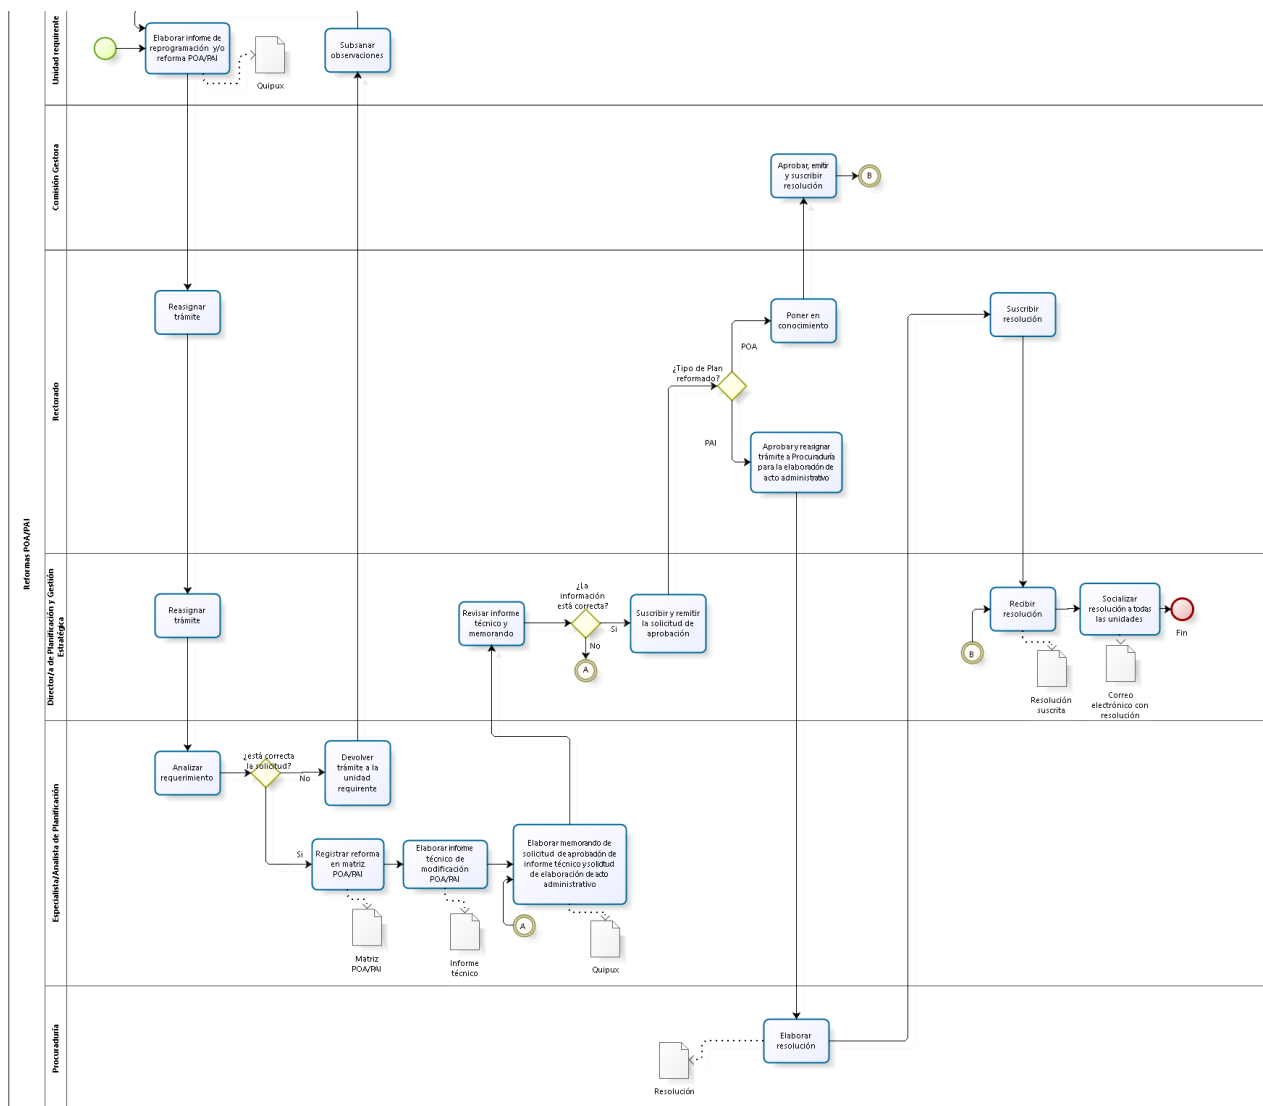 Reformas POA/PAI
Unidad requirente
Elaborar informe de
reprogramación y/o
reforma POA/PAI
Quipux
Subsanar
observaciones
Comisión Gestora
Aprobar, emitir
y suscribir
resolución
B
Rectorado
Reasignar
trámite
¿Tipo de Plan
reformado?
POA
PAI
Poner en
conocimiento
Aprobar y reasignar
trámite a Procuraduría
para la elaboración de
acto administrativo
Suscribir
resolución
Director/a de Planificación y Gestión
Estratégica
Reasignar
trámite
Revisar informe
técnico y
memorando
¿La
información
está correcta?
Si
No
A
Suscribir y remitir
la solicitud de
aprobación
B
Recibir
resolución
Resolución
suscrita
Socializar
resolución a todas
las unidades
Correo
electrónico con
resolución
Fin
Especialista/Analista de Planificación
Analizar
requerimiento
¿está correcta
la solicitud?
No
Si
Devolver
trámite a la
unidad
requirente
Registrar reforma
en matriz
POA/PAI
Matriz
POA/PAI
Elaborar informe
técnico de
modificación
POA/PAI
Informe
técnico
Elaborar memorando de
solicitud de aprobación de
informe técnico y solicitud
de elaboración de acto
administrativo
A
Quipux
Procuraduría
Elaborar
resolución
Resolución